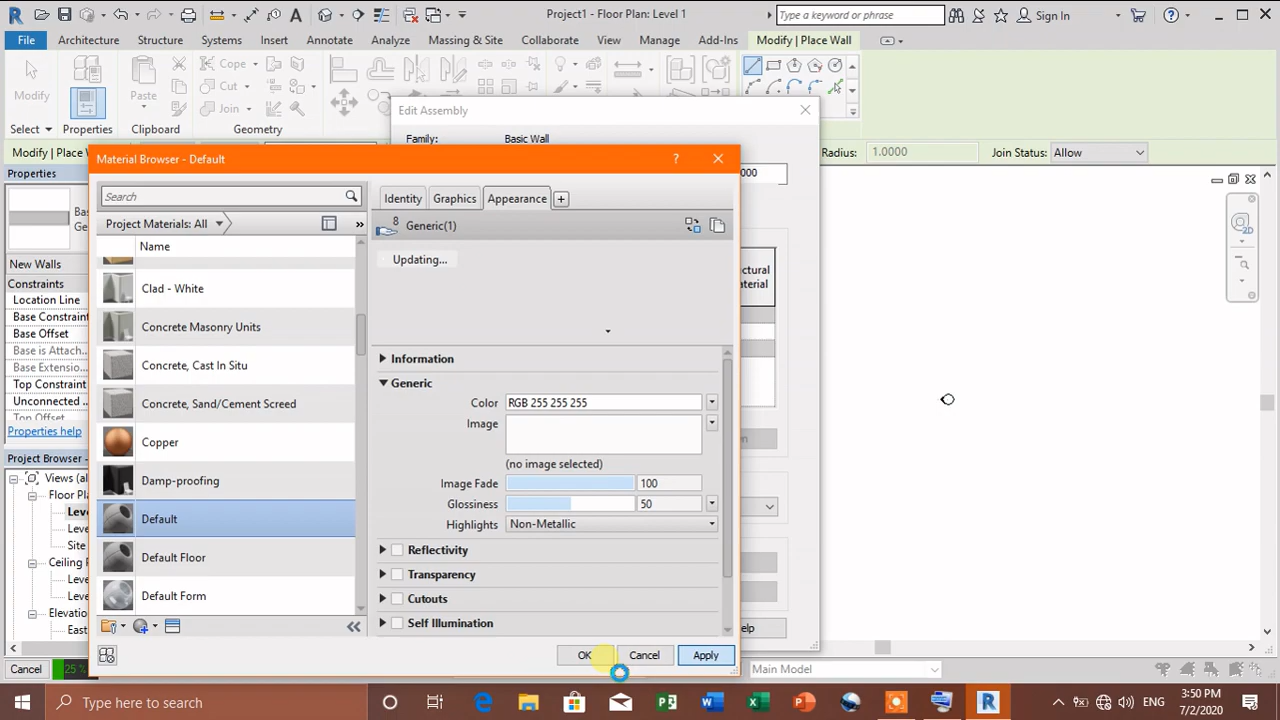 Project1 - Floor Plan: Level 1
Type a keyword or phrase
Sign In
File Architecture Structure Systems Insert Annotate Analyze Massing & Site Collaborate View Manage Add-Ins Modify | Place Wall
Modify Paste Cope Cut Join
Select Properties Clipboard Geometry
Edit Assembly
Family: Basic Wall
Modify | Place
Radius: 1.0000 Join Status: Allow
Material Browser - Default
Properties
000
Search
Identity Graphics Appearance
Project Materials: All
8 Generic(1)
Name
Updating...
New Walls
Constraints
Location Line
Base Constraint
Base Offset
Base is Attach...
Base Extension...
Top Constraint
Unconnected
Properties help
Clad - White
Concrete Masonry Units
Concrete, Cast In Situ
Concrete, Sand/Cement Screed
Copper
Damp-proofing
Default
Default Floor
Default Form
Information
Generic
Color RGB 255 255 255
Image
(no image selected)
Image Fade 100
Glossiness 50
Highlights Non-Metallic
Reflectivity
Transparency
Cutouts
Self Illumination
Project Browser
Views (al
Floor Pla
Site
Ceiling
Elevation
East
OK Cancel Apply
Cancel 25 %
Main Model
Type here to search
ENG
3:50 PM
7/2/2020